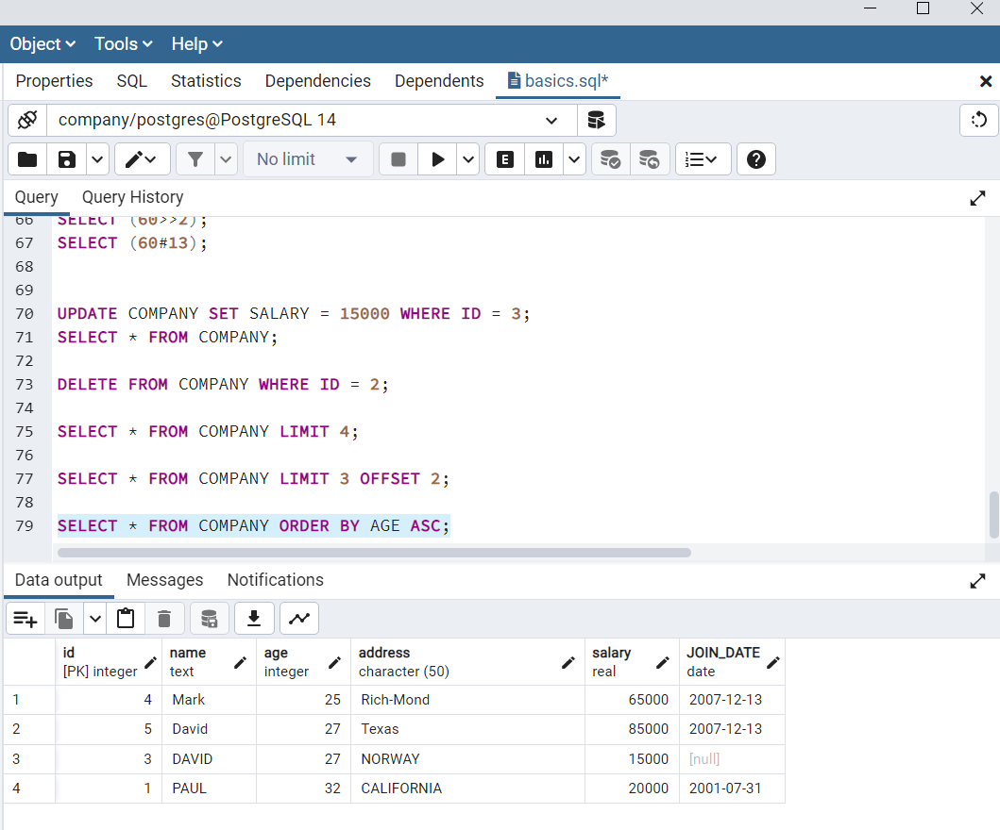 Object Tools Help
Properties SQL Statistics Dependencies Dependents basics.sql*
company/postgres@PostgreSQL 14
No limit E
Query Query History
66 SELECT (60>>2);
67 SELECT (60#13);
68
69
70 UPDATE COMPANY SET SALARY = 15000 WHERE ID = 3;
71 SELECT * FROM COMPANY;
72
73 DELETE FROM COMPANY WHERE ID = 2;
74
75 SELECT * FROM COMPANY LIMIT 4;
76
77 SELECT * FROM COMPANY LIMIT 3 OFFSET 2;
78
79 SELECT * FROM COMPANY ORDER BY AGE ASC;
Data output Messages Notifications
id name age address salary JOIN_DATE
[PK] integer text integer character (50) real date
1 4 Mark 25 Rich-Mond 65000 2007-12-13
2 5 David 27 Texas 85000 2007-12-13
3 3 DAVID 27 NORWAY 15000 [null]
4 1 PAUL 32 CALIFORNIA 20000 2001-07-31